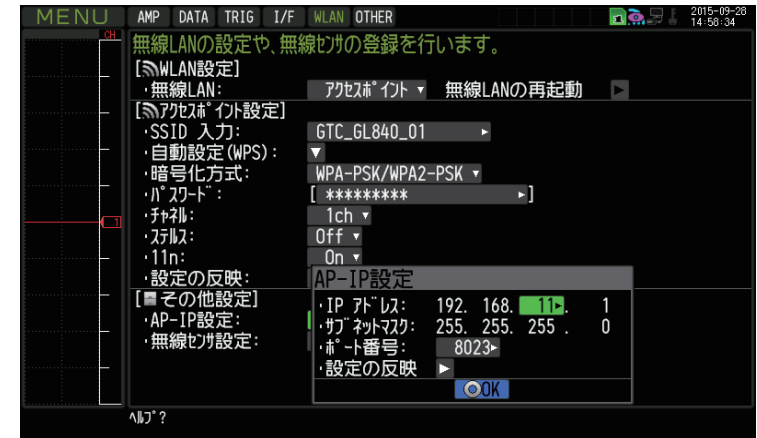 MENU AMP DATA TRIG I/F WLAN OTHER 1 2015-09-28
14:58:34
CH
無線LANの設定や、無線ｾﾝｻの登録を行います。
[WLAN設定]
･無線LAN: ｱｸｾｽﾎﾟｲﾝﾄ ▼ 無線LANの再起動 ▶
[ｱｸｾｽﾎﾟｲﾝﾄ設定]
･SSID 入力: GTC_GL840_01 ▸
･自動設定(WPS): ▼
･暗号化方式: WPA-PSK/WPA2-PSK ▼
･ﾊﾟｽﾜｰﾄﾞ: [ ********* ▸]
･ﾁｬﾈﾙ: 1ch ▼
1
･ｽﾃﾙｽ: Off ▼
･11n: On ▼
･設定の反映:
AP-IP設定
[その他設定]
･AP-IP設定:
･無線ｾﾝｻ設定:
･IP ｱﾄﾞﾚｽ: 192. 168. 11▸. 1
･ｻﾌﾞﾈｯﾄﾏｽｸ: 255. 255. 255 . 0
･ﾎﾟｰﾄ番号: 8023▸
･設定の反映 ▶
OK
ﾍﾙﾌﾟ?